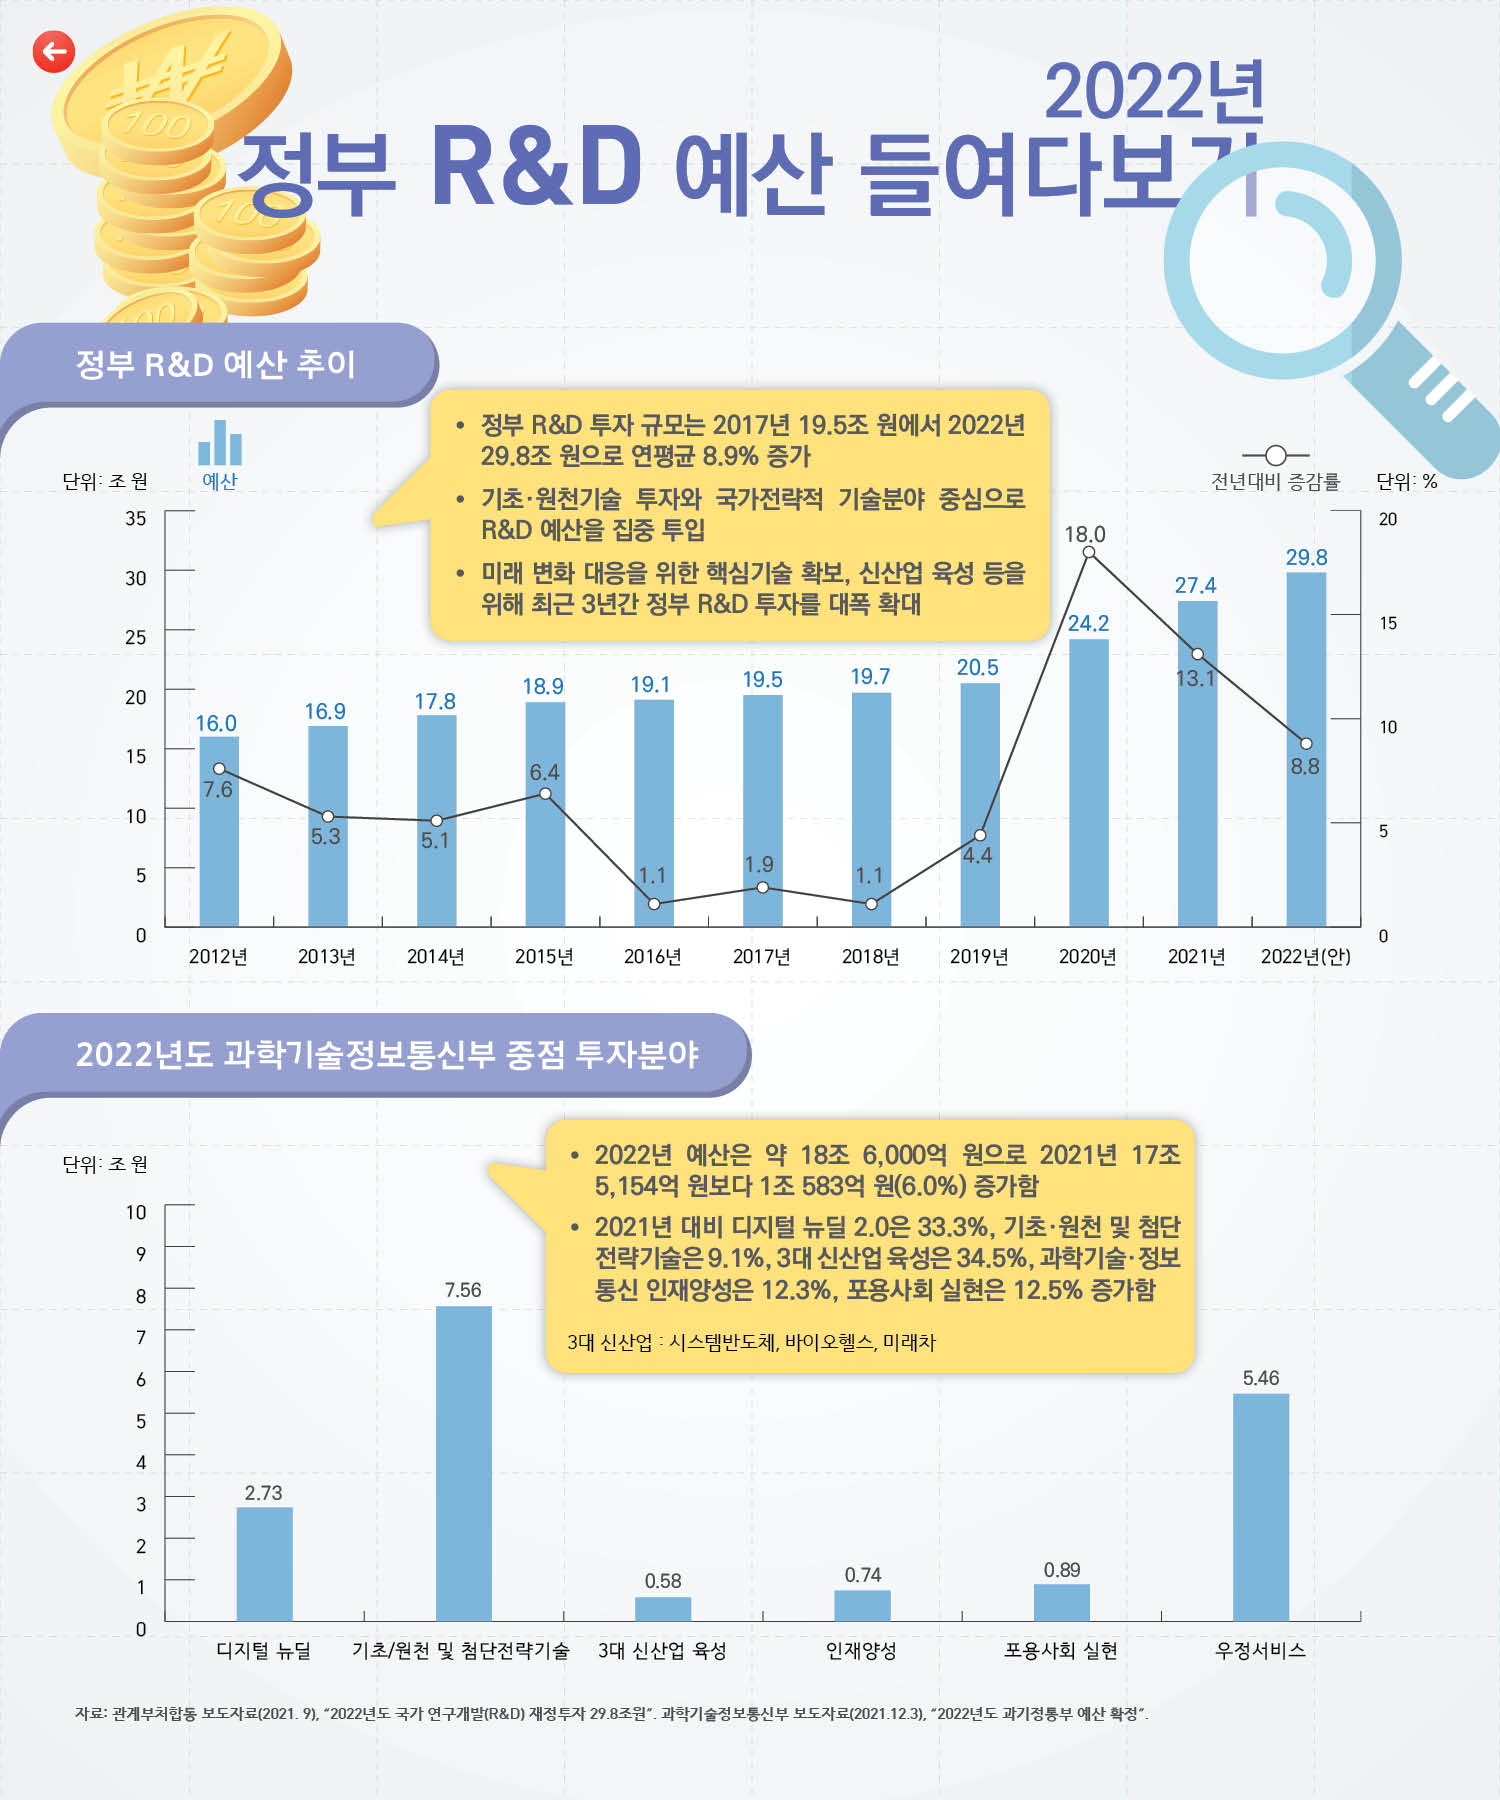 2022년
정부 R&D 예산 들여다보기
정부 R&D 예산 추이
• 정부 R&D 투자 규모는 2017년 19.5조 원에서 2022년
29.8조 원으로 연평균 8.9% 증가
• 기초·원천기술 투자와 국가전략적 기술분야 중심으로
R&D 예산을 집중 투입
• 미래 변화 대응을 위한 핵심기술 확보, 신산업 육성 등을
위해 최근 3년간 정부 R&D 투자를 대폭 확대
단위: 조 원
예산
전년대비 증감률
단위: %
35
30
25
20
15
10
5
0
20
15
10
5
0
16.0
16.9
17.8
18.9
19.1
19.5
19.7
20.5
24.2
27.4
29.8
7.6
5.3
5.1
6.4
1.1
1.9
1.1
4.4
18.0
13.1
8.8
2012년
2013년
2014년
2015년
2016년
2017년
2018년
2019년
2020년
2021년
2022년(안)
2022년도 과학기술정보통신부 중점 투자분야
• 2022년 예산은 약 18조 6,000억 원으로 2021년 17조
5,154억 원보다 1조 583억 원(6.0%) 증가함
• 2021년 대비 디지털 뉴딜 2.0은 33.3%, 기초·원천 및 첨단
전략기술은 9.1%, 3대 신산업 육성은 34.5%, 과학기술·정보
통신 인재양성은 12.3%, 포용사회 실현은 12.5% 증가함
3대 신산업 : 시스템반도체, 바이오헬스, 미래차
단위: 조 원
10
9
8
7
6
5
4
3
2
1
0
2.73
7.56
0.58
0.74
0.89
5.46
디지털 뉴딜
기초/원천 및 첨단전략기술
3대 신산업 육성
인재양성
포용사회 실현
우정서비스
자료: 관계부처합동 보도자료(2021. 9), “2022년도 국가 연구개발(R&D) 재정투자 29.8조원”. 과학기술정보통신부 보도자료(2021.12.3), “2022년도 과기정통부 예산 확정”.
100
100
100